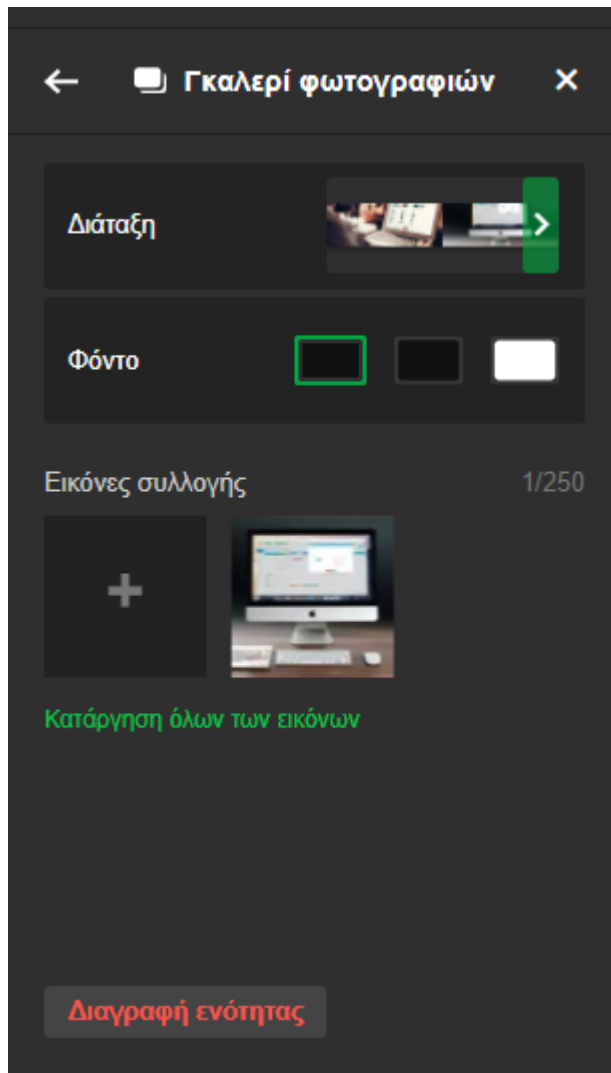 Γκαλερί φωτογραφιών
Διάταξη
Φόντο
Εικόνες συλλογής 1/250
Κατάργηση όλων των εικόνων
Διαγραφή ενότητας